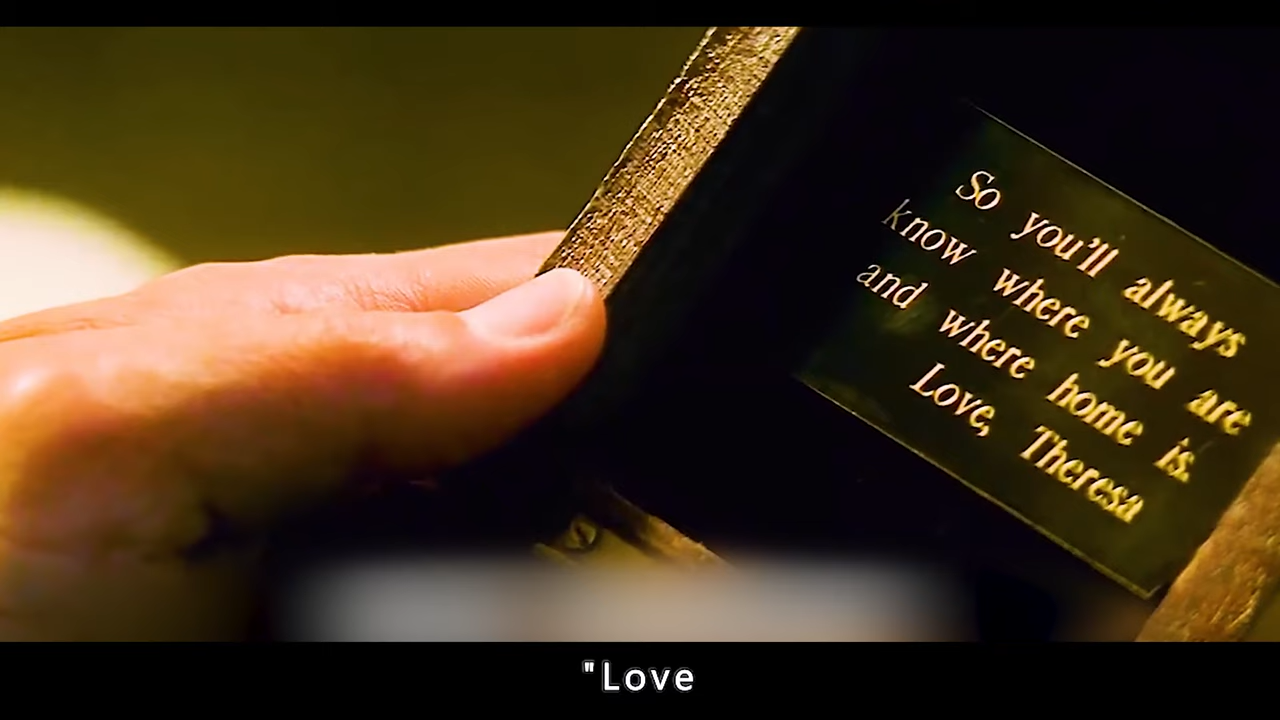 So you'll always
know where you are
and where home is.
Love, Theresa
"Love